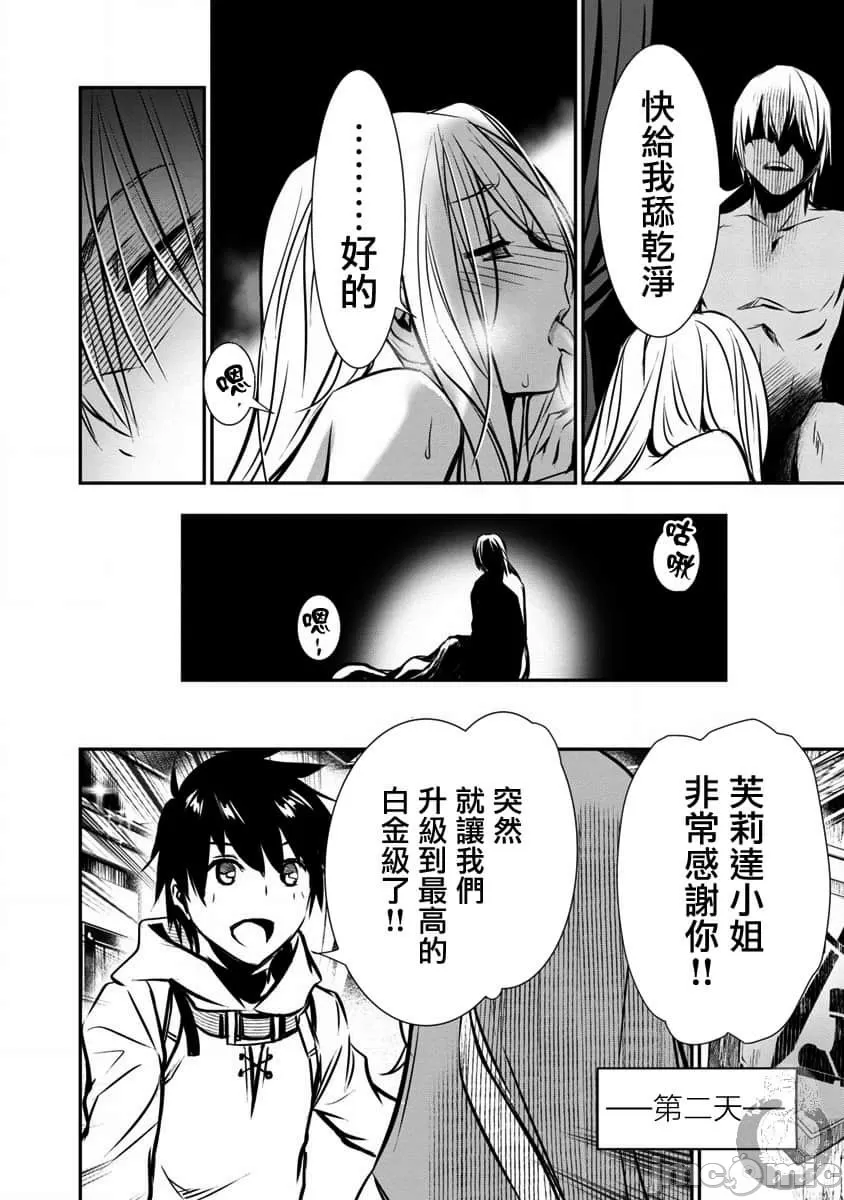 快給我舔乾淨
………好的
嗯,
咕啾
嗯!
芙莉達小姐
非常感謝你!!
突然
就讓我們
升級到最高的
白金級了!!
──第二天──
jmcomic